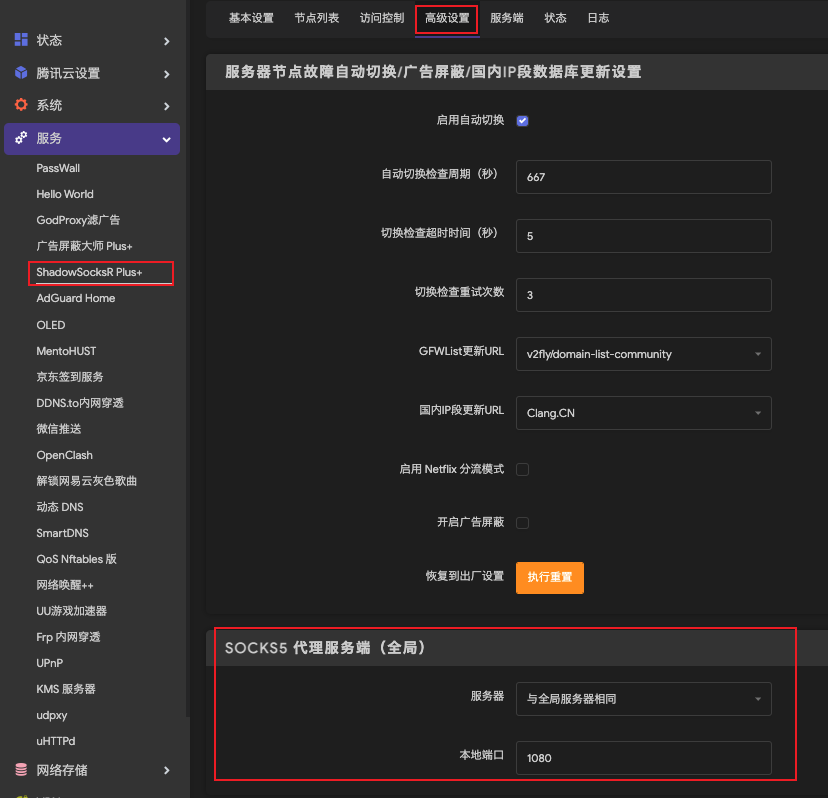 状态
腾讯云设置
系统
服务
PassWall
Hello World
GodProxy滤广告
广告屏蔽大师 Plus+
ShadowSocksR Plus+
AdGuard Home
OLED
MentoHUST
京东签到服务
DDNS.to内网穿透
微信推送
OpenClash
解锁网易云灰色歌曲
动态 DNS
SmartDNS
QoS Nftables 版
网络唤醒++
UU游戏加速器
Frp 内网穿透
UPnP
KMS 服务器
udpxy
uHTTPd
网络存储
基本设置 节点列表 访问控制 高级设置 服务端 状态 日志
服务器节点故障自动切换/广告屏蔽/国内IP段数据库更新设置
启用自动切换
自动切换检查周期（秒） 667
切换检查超时时间（秒） 5
切换检查重试次数 3
GFWList更新URL v2fly/domain-list-community
国内IP段更新URL Clang.CN
启用 Netflix 分流模式
开启广告屏蔽
恢复到出厂设置 执行重置
SOCKS5 代理服务端（全局）
服务器 与全局服务器相同
本地端口 1080